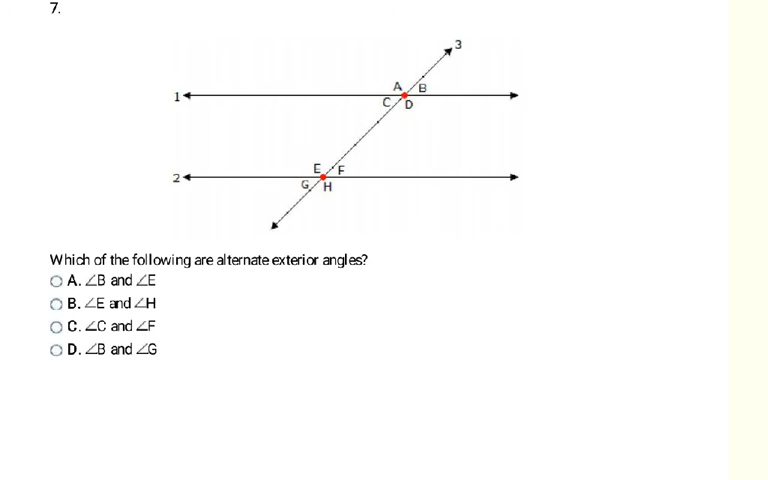 7.
3
A B
1
C D
E F
2
G H
Which of the following are alternate exterior angles?
A. ∠B and ∠E
B. ∠E and ∠H
C. ∠C and ∠F
D. ∠B and ∠G